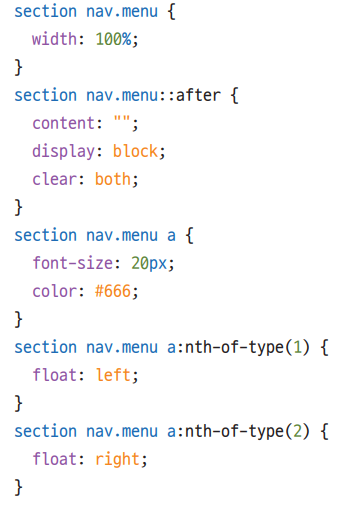 section nav.menu {
  width: 100%;
}
section nav.menu::after {
  content: "";
  display: block;
  clear: both;
}
section nav.menu a {
  font-size: 20px;
  color: #666;
}
section nav.menu a:nth-of-type(1) {
  float: left;
}
section nav.menu a:nth-of-type(2) {
  float: right;
}